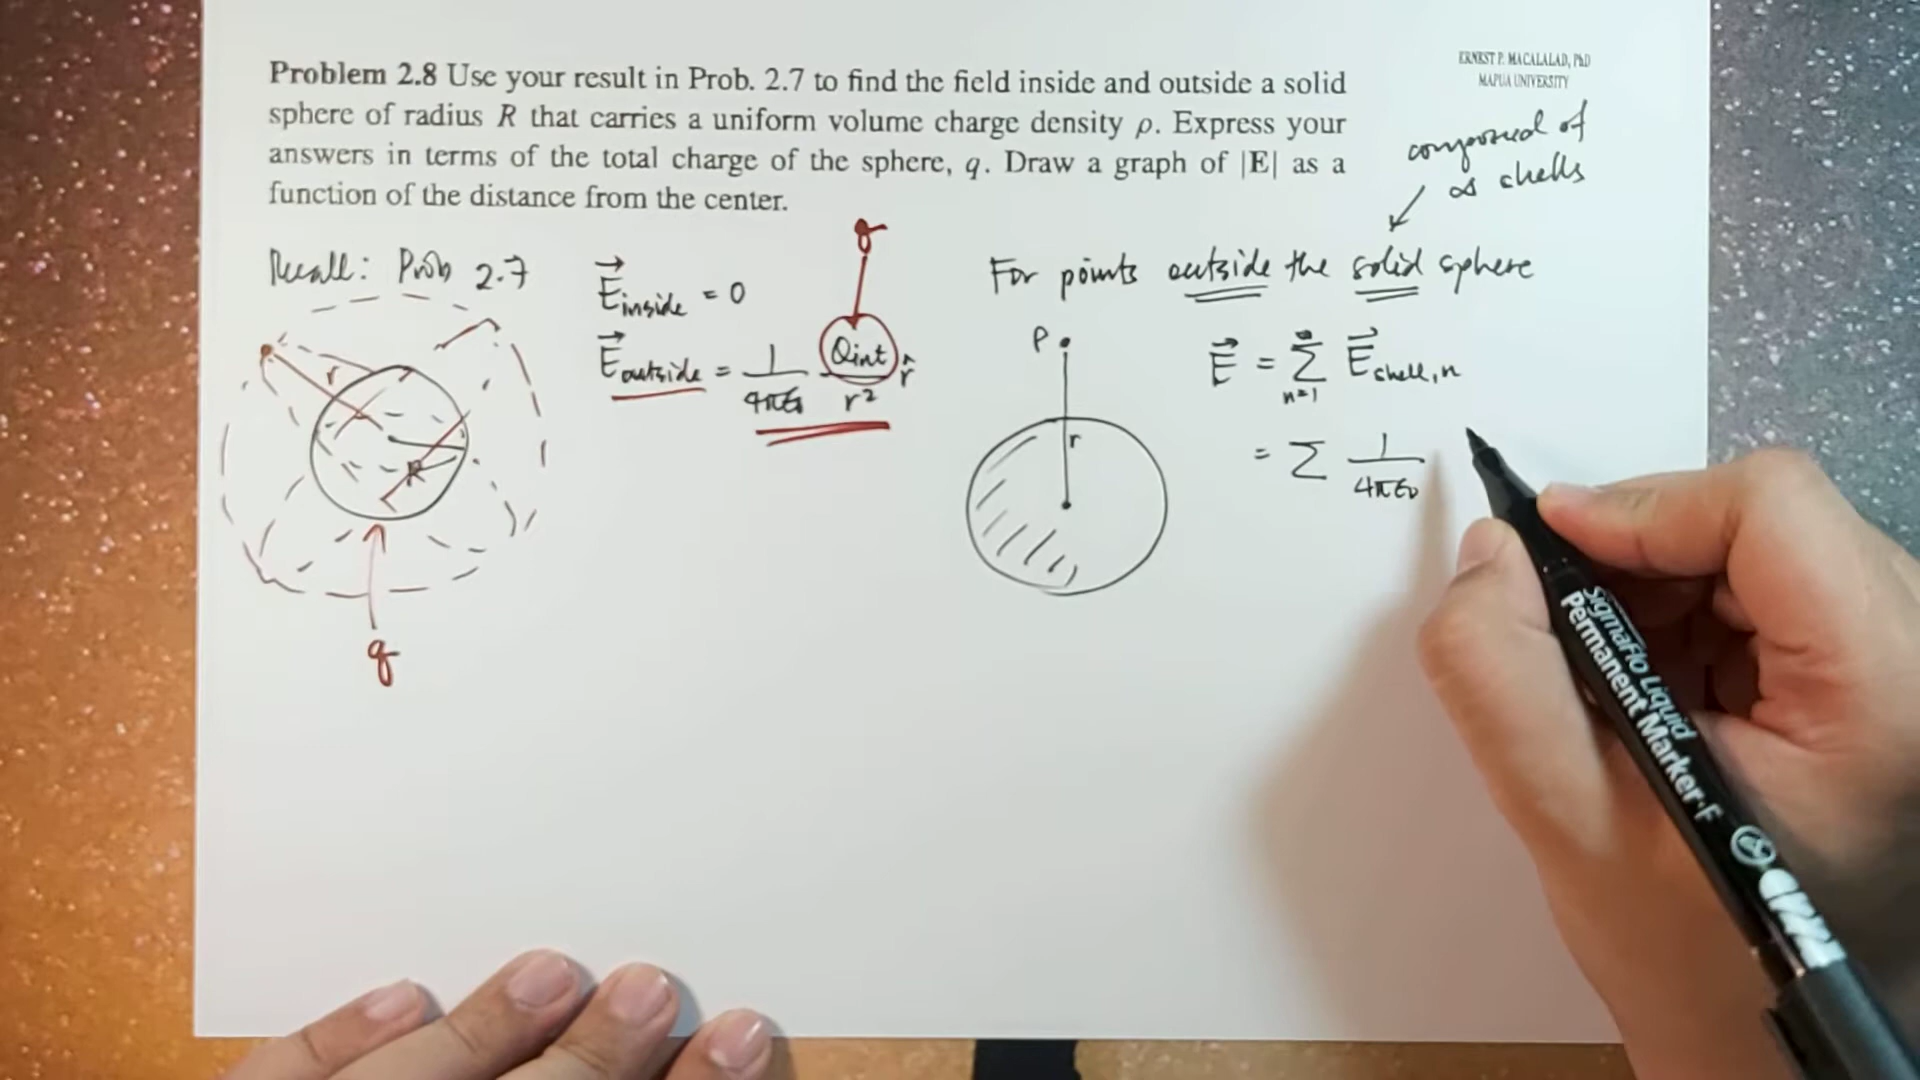 Problem 2.8 Use your result in Prob. 2.7 to find the field inside and outside a solid
sphere of radius R that carries a uniform volume charge density ρ. Express your
answers in terms of the total charge of the sphere, q. Draw a graph of |E| as a
function of the distance from the center.
ERNEST P. MACALALAD, PhD
MAPUA UNIVERSITY
composed of
∞ shells
Recall: Prob 2.7
E⃗inside = 0
q
E⃗outside = 1/4πε₀ Qint/r² r̂
r
R
q
For points outside the solid sphere
P
r
E⃗ = ∞ Σ n=1 E⃗shell,n
= Σ 1/4πε₀
SigmaFlo Liquid
Permanent Marker·F